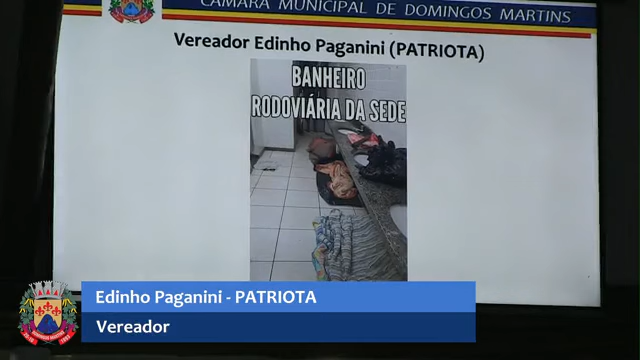 CÂMARA MUNICIPAL DE DOMINGOS MARTINS
Vereador Edinho Paganini (PATRIOTA)
BANHEIRO
RODOVIÁRIA DA SEDE
Edinho Paganini - PATRIOTA
Vereador